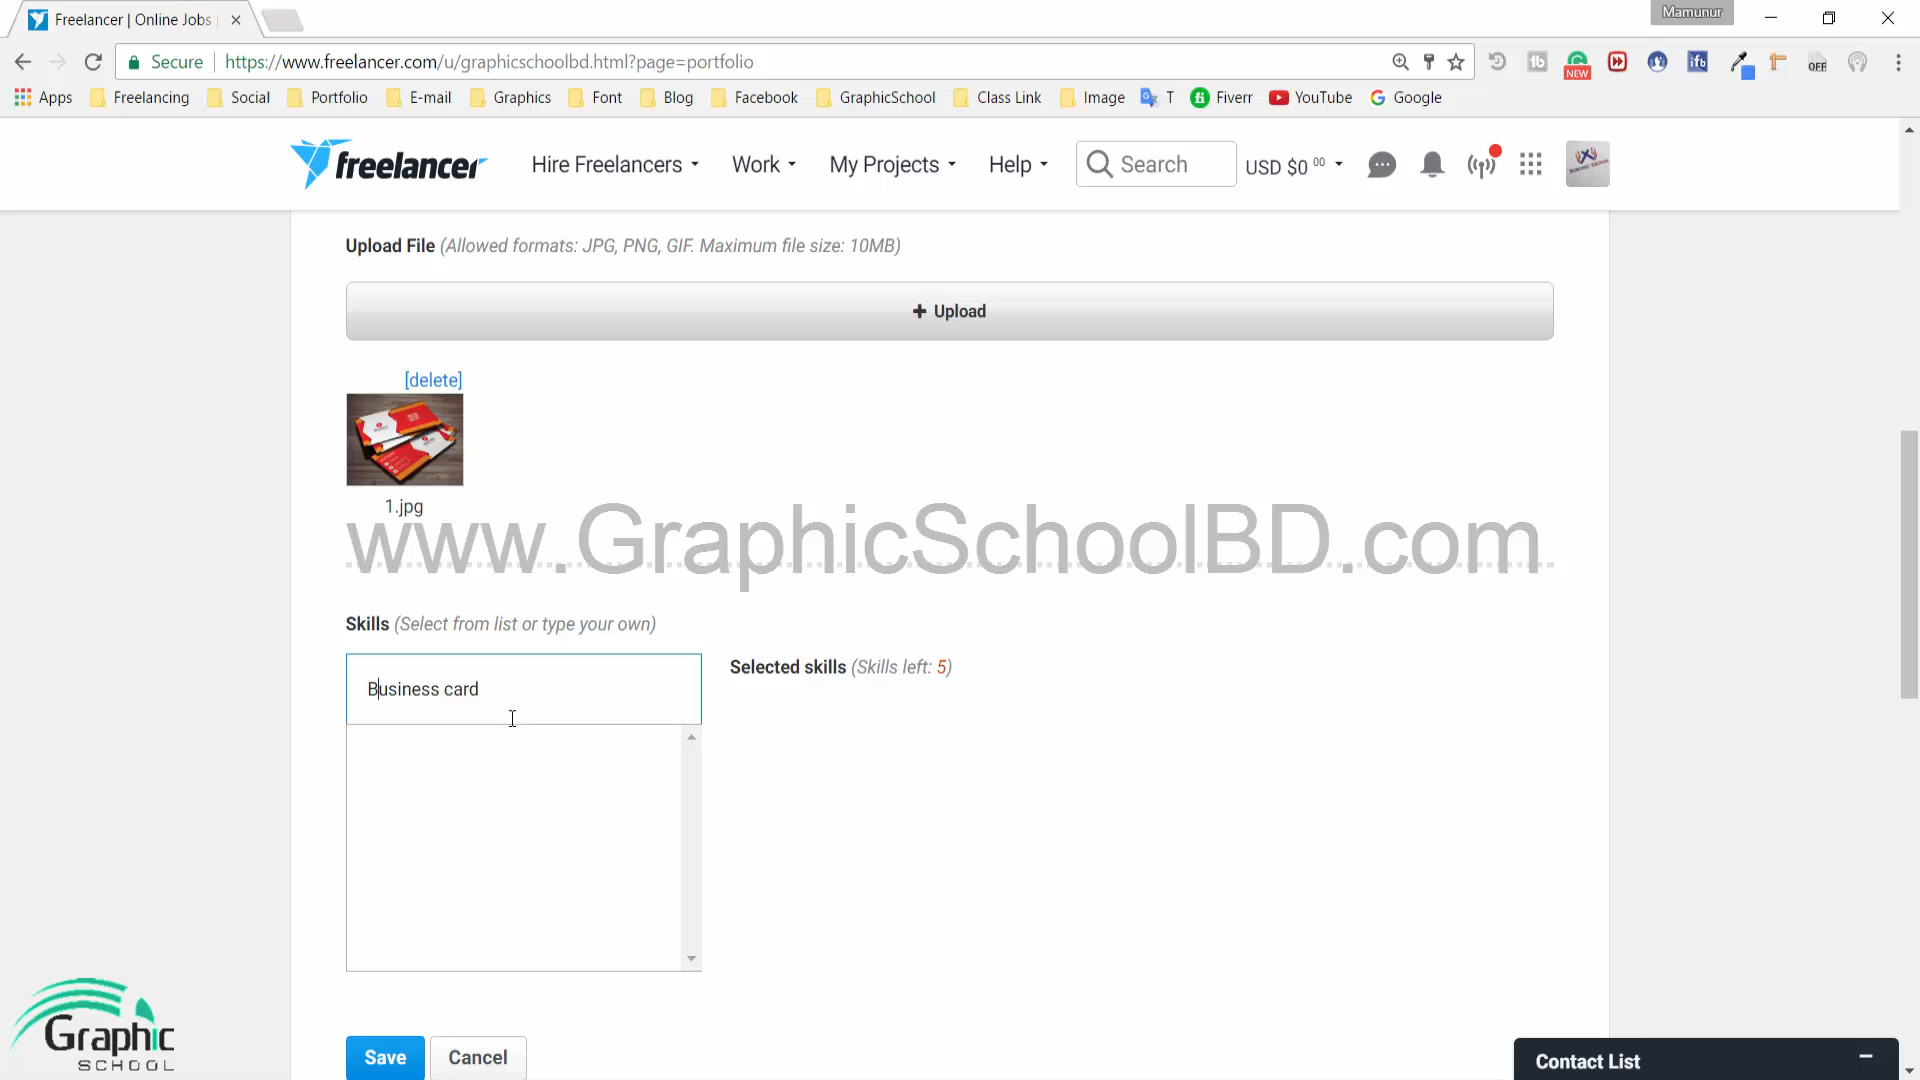 Freelancer | Online Jobs |
Mamunur
Secure
https://www.freelancer.com/u/graphicschoolbd.html?page=portfolio
NEW
ifb
OFF
Apps Freelancing Social Portfolio E-mail Graphics Font Blog Facebook GraphicSchool Class Link Image T Fiverr YouTube Google
freelancer Hire Freelancers Work My Projects Help Search USD $0 00
Upload File (Allowed formats: JPG, PNG, GIF. Maximum file size: 10MB)
+ Upload
[delete]
1.jpg
www.GraphicSchoolBD.com
Skills (Select from list or type your own)
Business card
Selected skills (Skills left: 5)
Save Cancel
Graphic
SCHOOL
Contact List